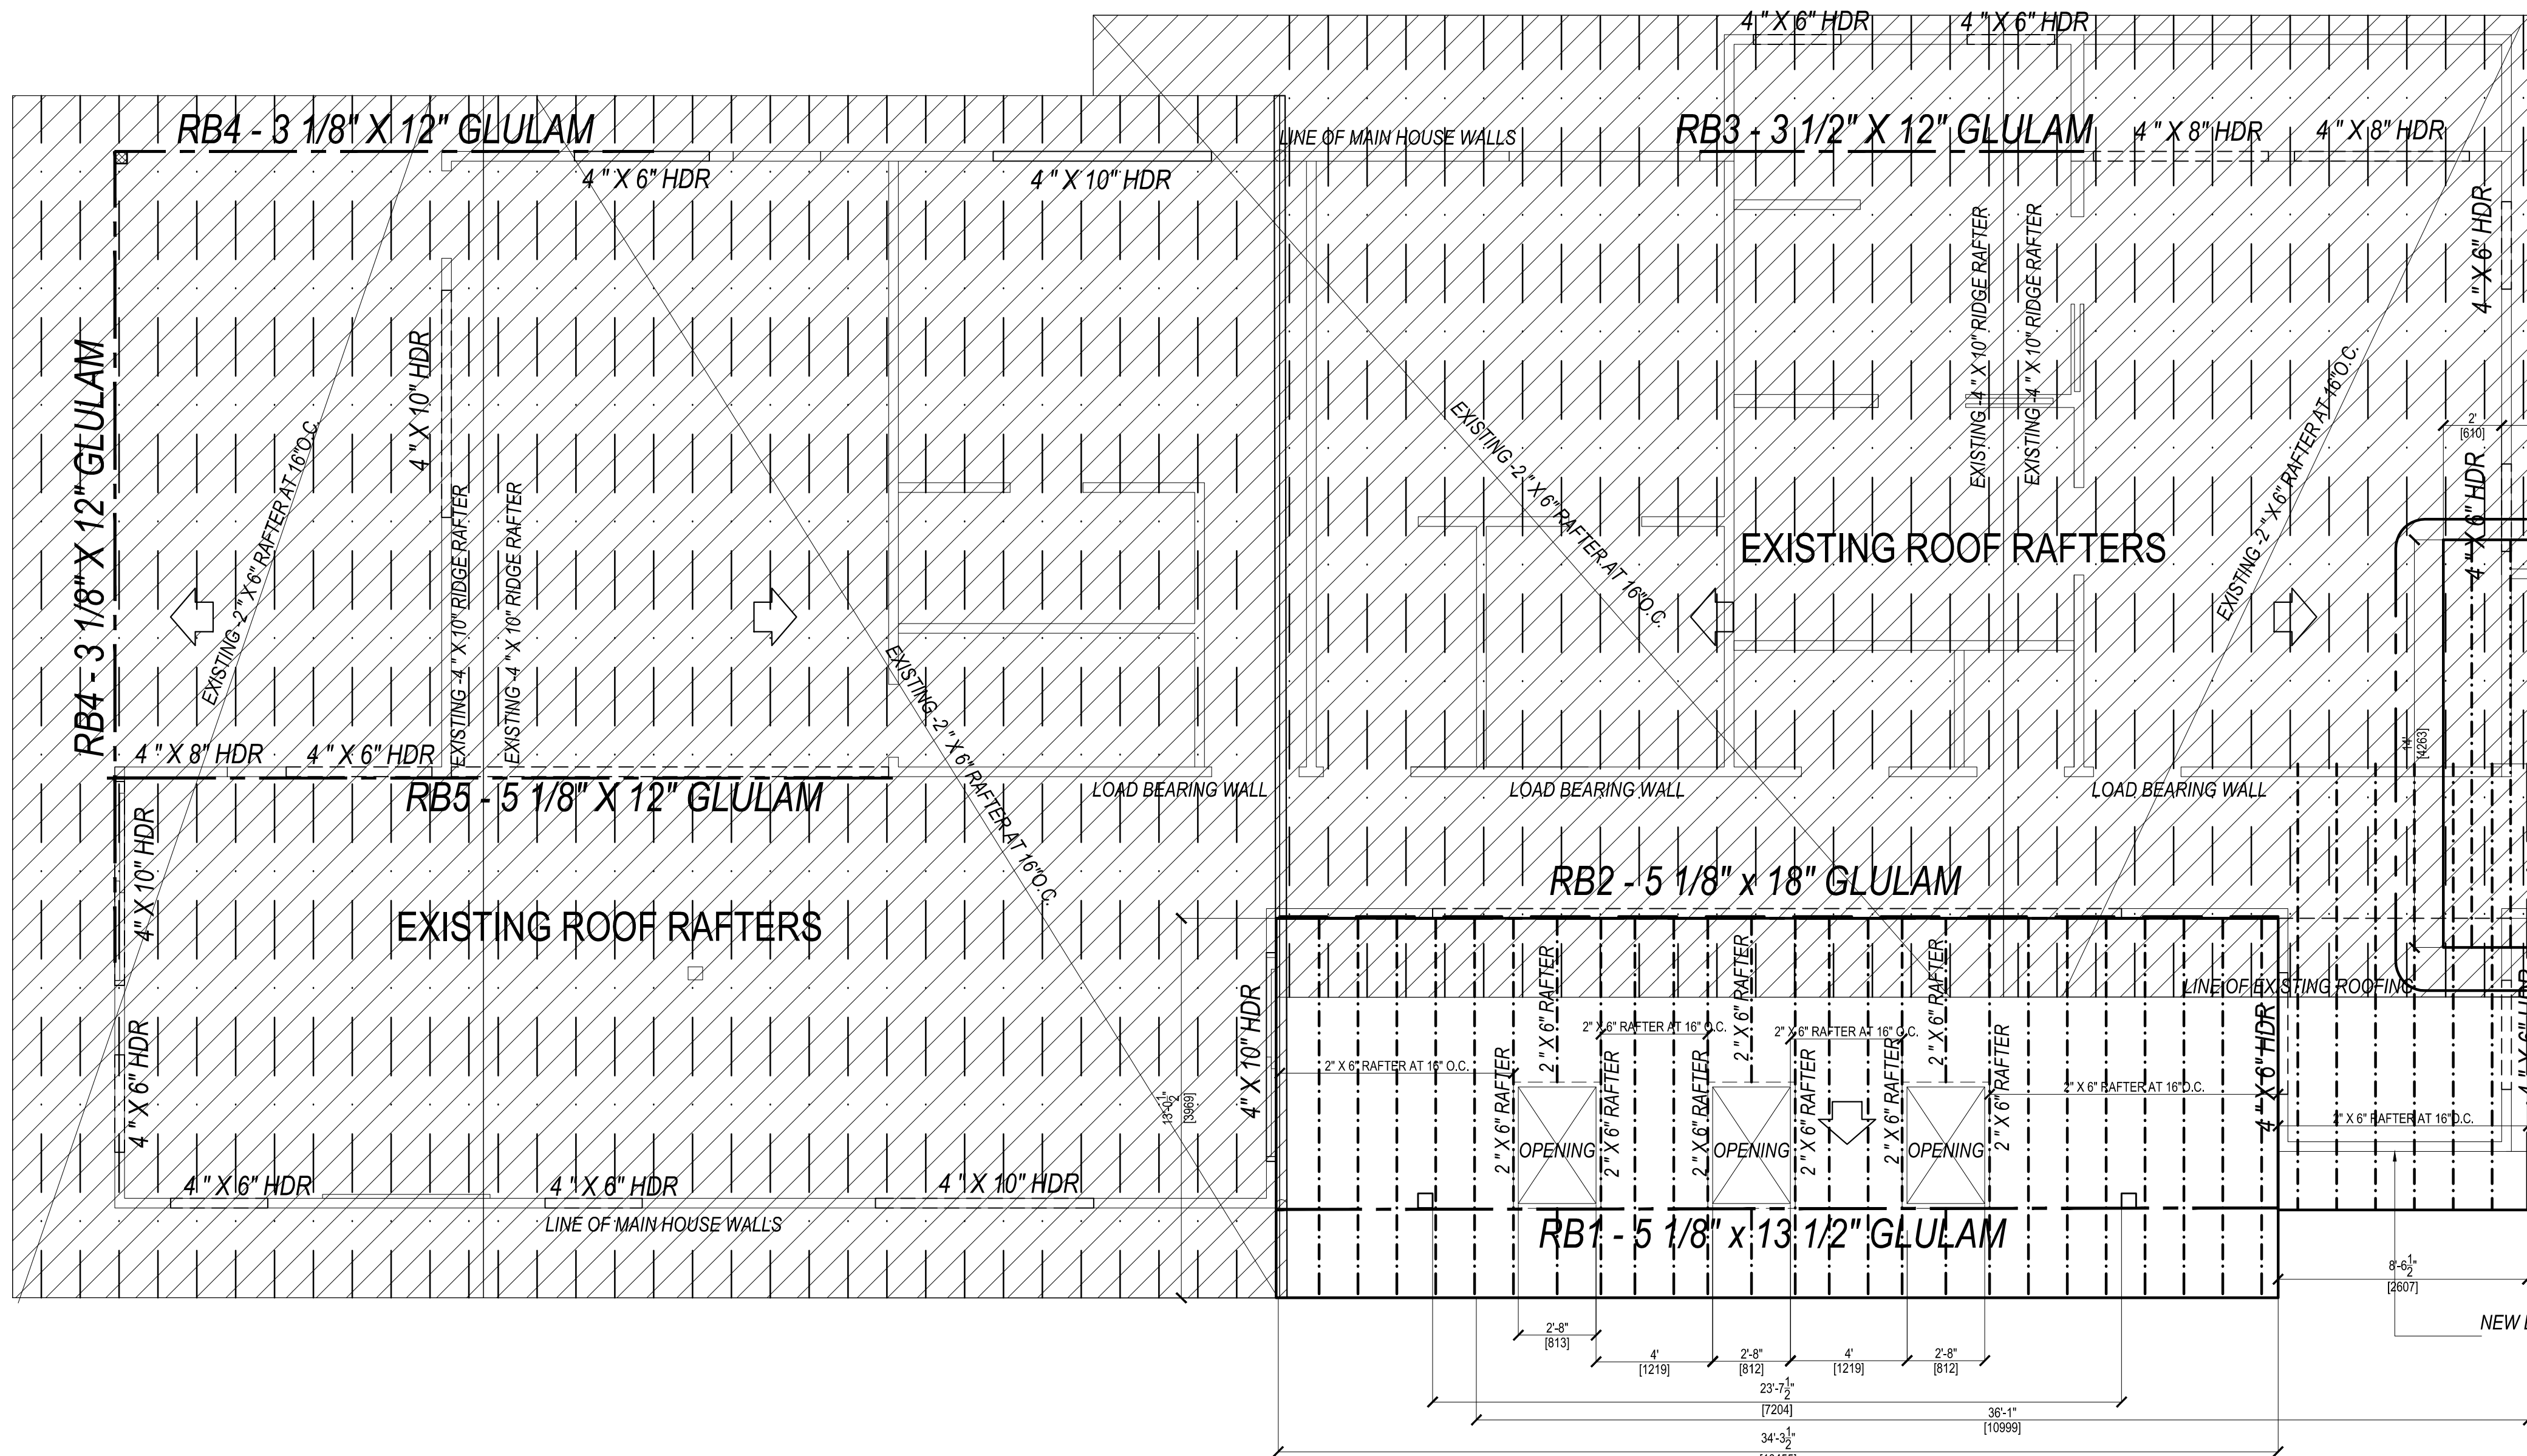 4 " X 6" HDR
4 " X 6" HDR
RB4 - 3 1/8" X 12" GLULAM
LINE OF MAIN HOUSE WALLS
RB3 - 3 1/2" X 12" GLULAM
4 " X 8" HDR
4 " X 8" HDR
4 " X 6" HDR
4 " X 10" HDR
4 " X 6" HDR
EXISTING -4 " X 10" RIDGE RAFTER
EXISTING -4 " X 10" RIDGE RAFTER
4 " X 10" HDR
RB4 - 3 1/8" X 12" GLULAM
EXISTING -2 " X 6" RAFTER AT 16"O.C.
EXISTING -2 " X 6" RAFTER AT 16"O.C.
EXISTING -2 " X 6" RAFTER AT 16"O.C.
2'
[610]
4 " X 6" HDR
EXISTING -4 " X 10" RIDGE RAFTER
EXISTING -4 " X 10" RIDGE RAFTER
EXISTING ROOF RAFTERS
EXISTING -2 " X 6" RAFTER AT 16"O.C.
14'
[4263]
4 " X 8" HDR
4 " X 6" HDR
RB5 - 5 1/8" X 12" GLULAM
LOAD BEARING WALL
LOAD BEARING WALL
LOAD BEARING WALL
4" X 10" HDR
RB2 - 5 1/8" x 18" GLULAM
EXISTING ROOF RAFTERS
2 " X 6" RAFTER
2 " X 6" RAFTER
2 " X 6" RAFTER
LINE OF EXISTING ROOFING
4" X 10" HDR
4 " X 6" HDR
4 " X 6" HDR
4 " X 6" HDR
2" X 6" RAFTER AT 16" O.C.
2" X 6" RAFTER AT 16" O.C.
2" X 6" RAFTER AT 16" O.C.
2" X 6" RAFTER AT 16"O.C.
2" X 6" RAFTER AT 16"O.C.
13'-0 1/2"
[3969]
2 " X 6" RAFTER
2 " X 6" RAFTER
2 " X 6" RAFTER
2 " X 6" RAFTER
2 " X 6" RAFTER
2 " X 6" RAFTER
OPENING
OPENING
OPENING
4 " X 6" HDR
4 " X 6" HDR
4 " X 10" HDR
LINE OF MAIN HOUSE WALLS
RB1 - 5 1/8" x 13 1/2" GLULAM
8'-6 1/2"
[2607]
NEW
2'-8"
[813]
4'
[1219]
2'-8"
[812]
4'
[1219]
2'-8"
[812]
23'-7 1/2"
[7204]
36'-1"
[10999]
34'-3 1/2"